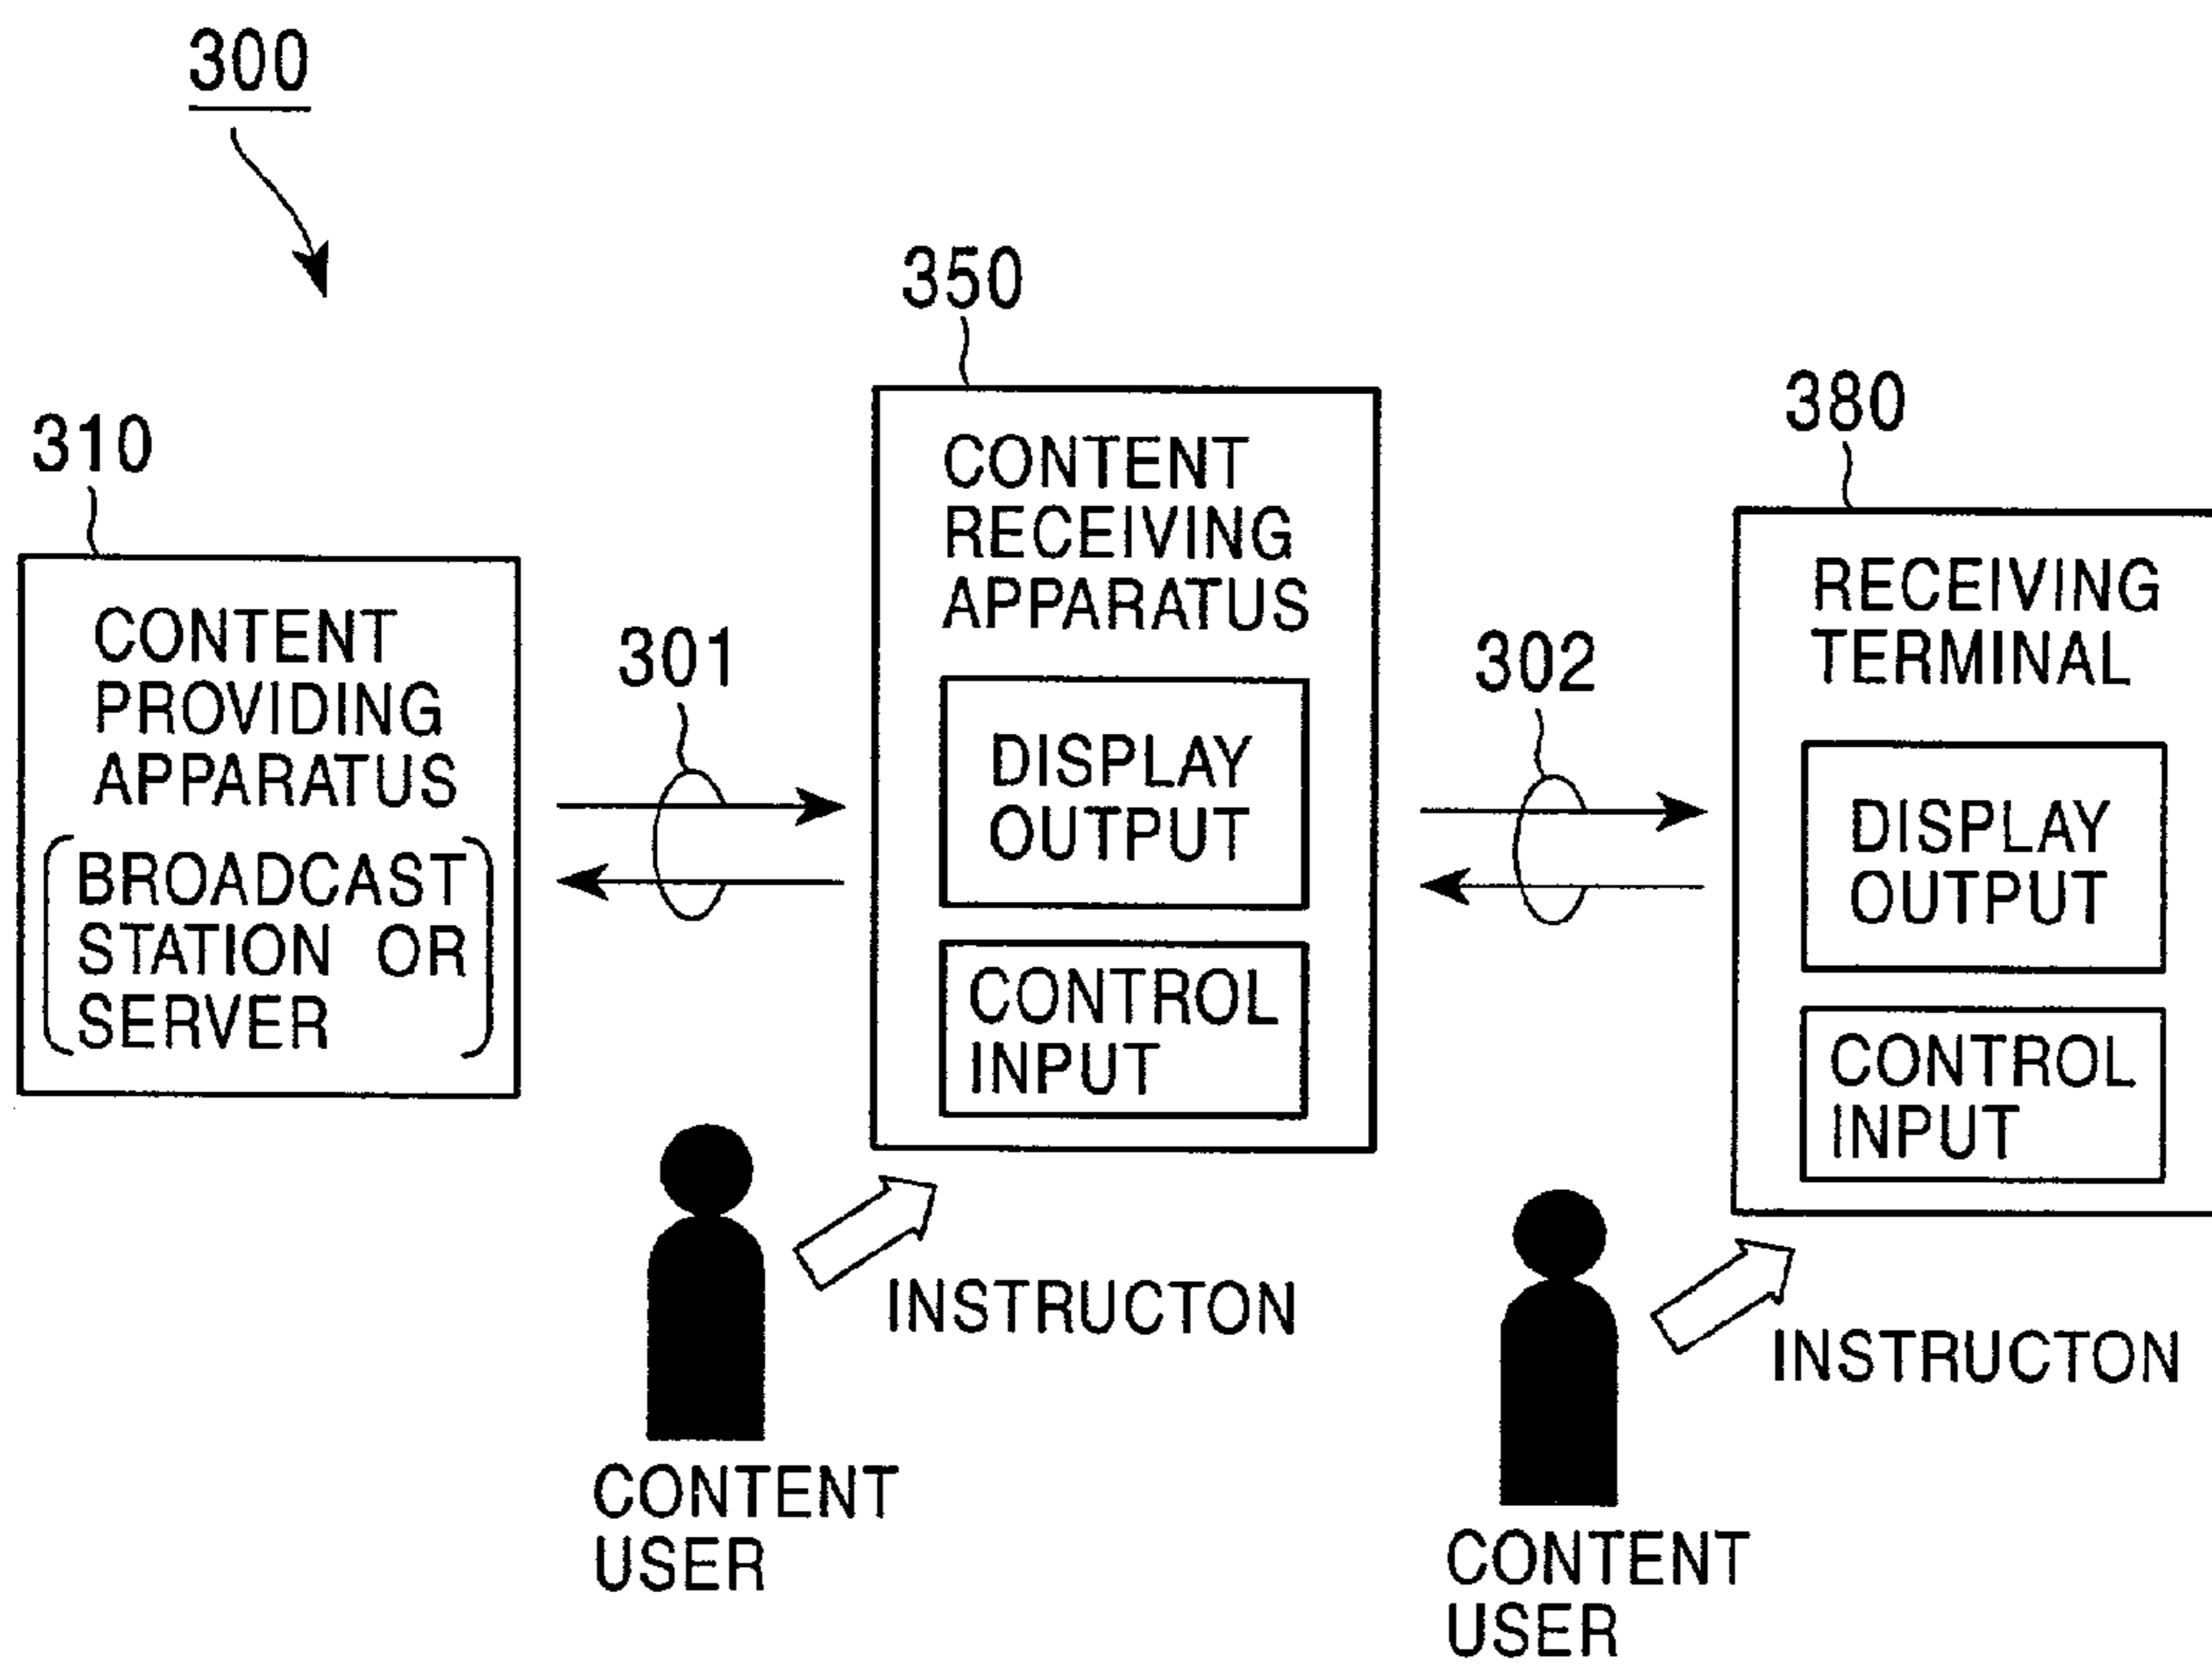 300
310
CONTENT
PROVIDING
APPARATUS
BROADCAST
STATION OR
SERVER
301
350
CONTENT
RECEIVING
APPARATUS
DISPLAY
OUTPUT
CONTROL
INPUT
INSTRUCTON
CONTENT
USER
302
380
RECEIVING
TERMINAL
DISPLAY
OUTPUT
CONTROL
INPUT
INSTRUCTON
CONTENT
USER